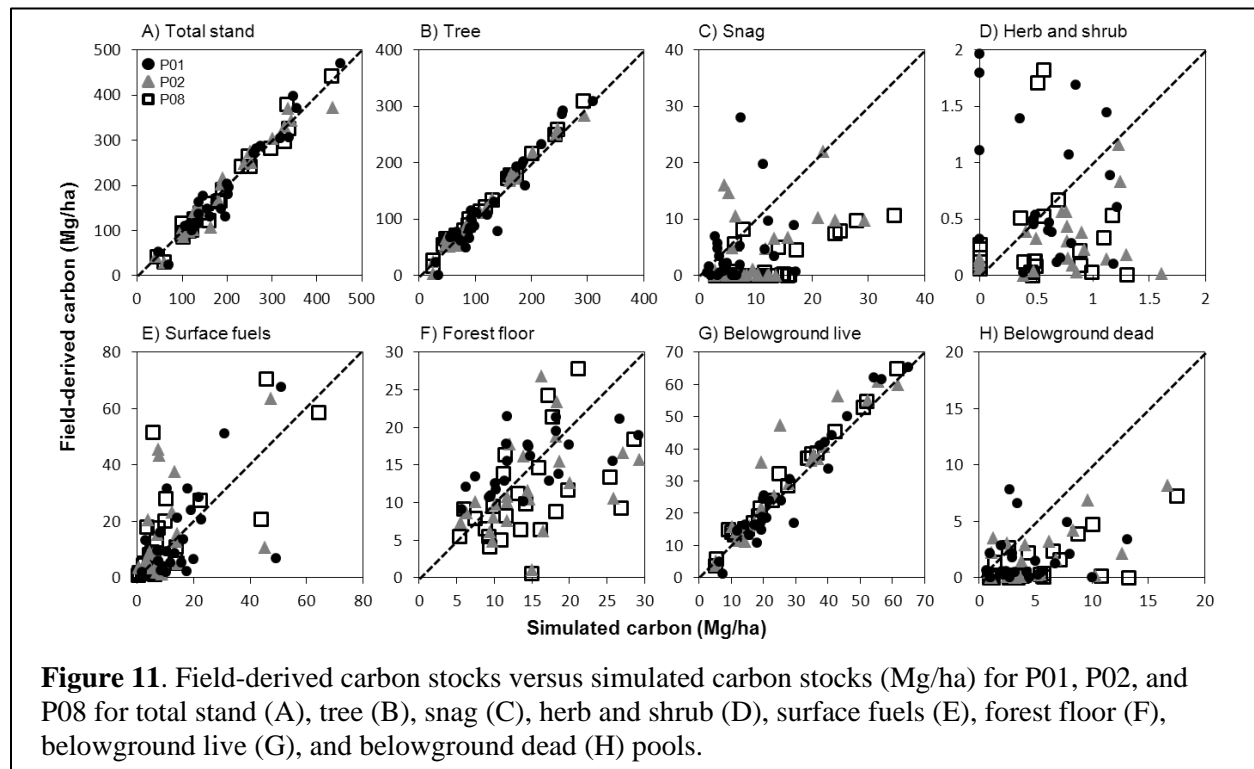 A) Total stand
500
400
300
200
100
0
0 100 200 300 400 500
P01
P02
P08
B) Tree
400
300
200
100
0
0 100 200 300 400
C) Snag
40
30
20
10
0
0 10 20 30 40
D) Herb and shrub
2
1.5
1
0.5
0
0 0.5 1 1.5 2
Field-derived carbon (Mg/ha)
E) Surface fuels
80
60
40
20
0
0 20 40 60 80
F) Forest floor
30
25
20
15
10
5
0
0 5 10 15 20 25 30
G) Belowground live
70
60
50
40
30
20
10
0
0 10 20 30 40 50 60 70
H) Belowground dead
20
15
10
5
0
0 5 10 15 20
Simulated carbon (Mg/ha)
Figure 11. Field-derived carbon stocks versus simulated carbon stocks (Mg/ha) for P01, P02, and
P08 for total stand (A), tree (B), snag (C), herb and shrub (D), surface fuels (E), forest floor (F),
belowground live (G), and belowground dead (H) pools.